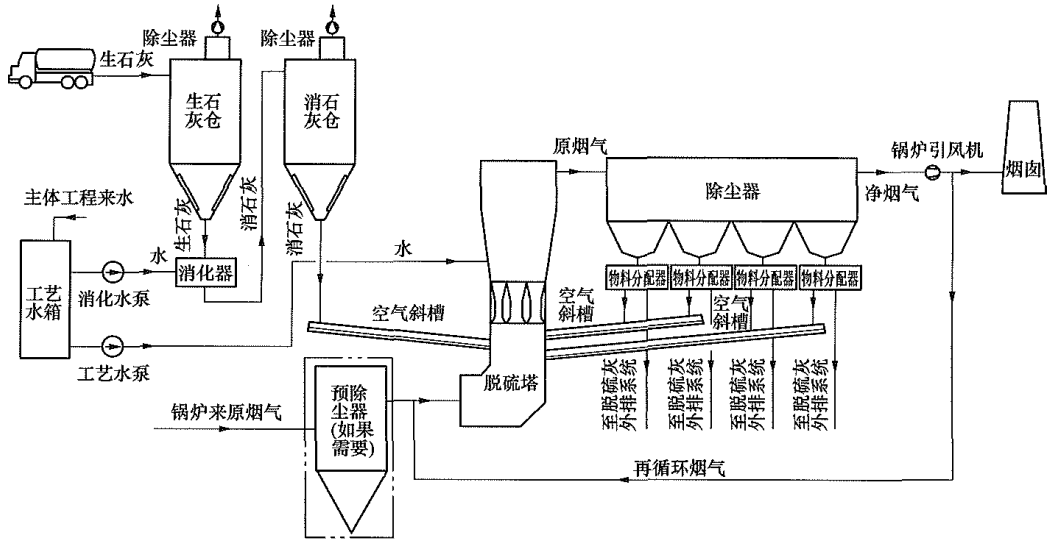 除尘器
除尘器
生石灰
生石
灰仓
消石
灰仓
原烟气
锅炉引风机
烟囱
除尘器
净烟气
主体工程来水
生石灰
消石灰
消石灰
水
水
消化器
物料分配器
物料分配器
物料分配器
物料分配器
工艺
水箱
消化水泵
空气斜槽
空气
斜槽
空气
斜槽
工艺水泵
脱硫塔
至脱硫灰
外排系统
至脱硫灰
外排系统
至脱硫灰
外排系统
至脱硫灰
外排系统
锅炉来原烟气
预除
尘器
(如果
需要)
再循环烟气